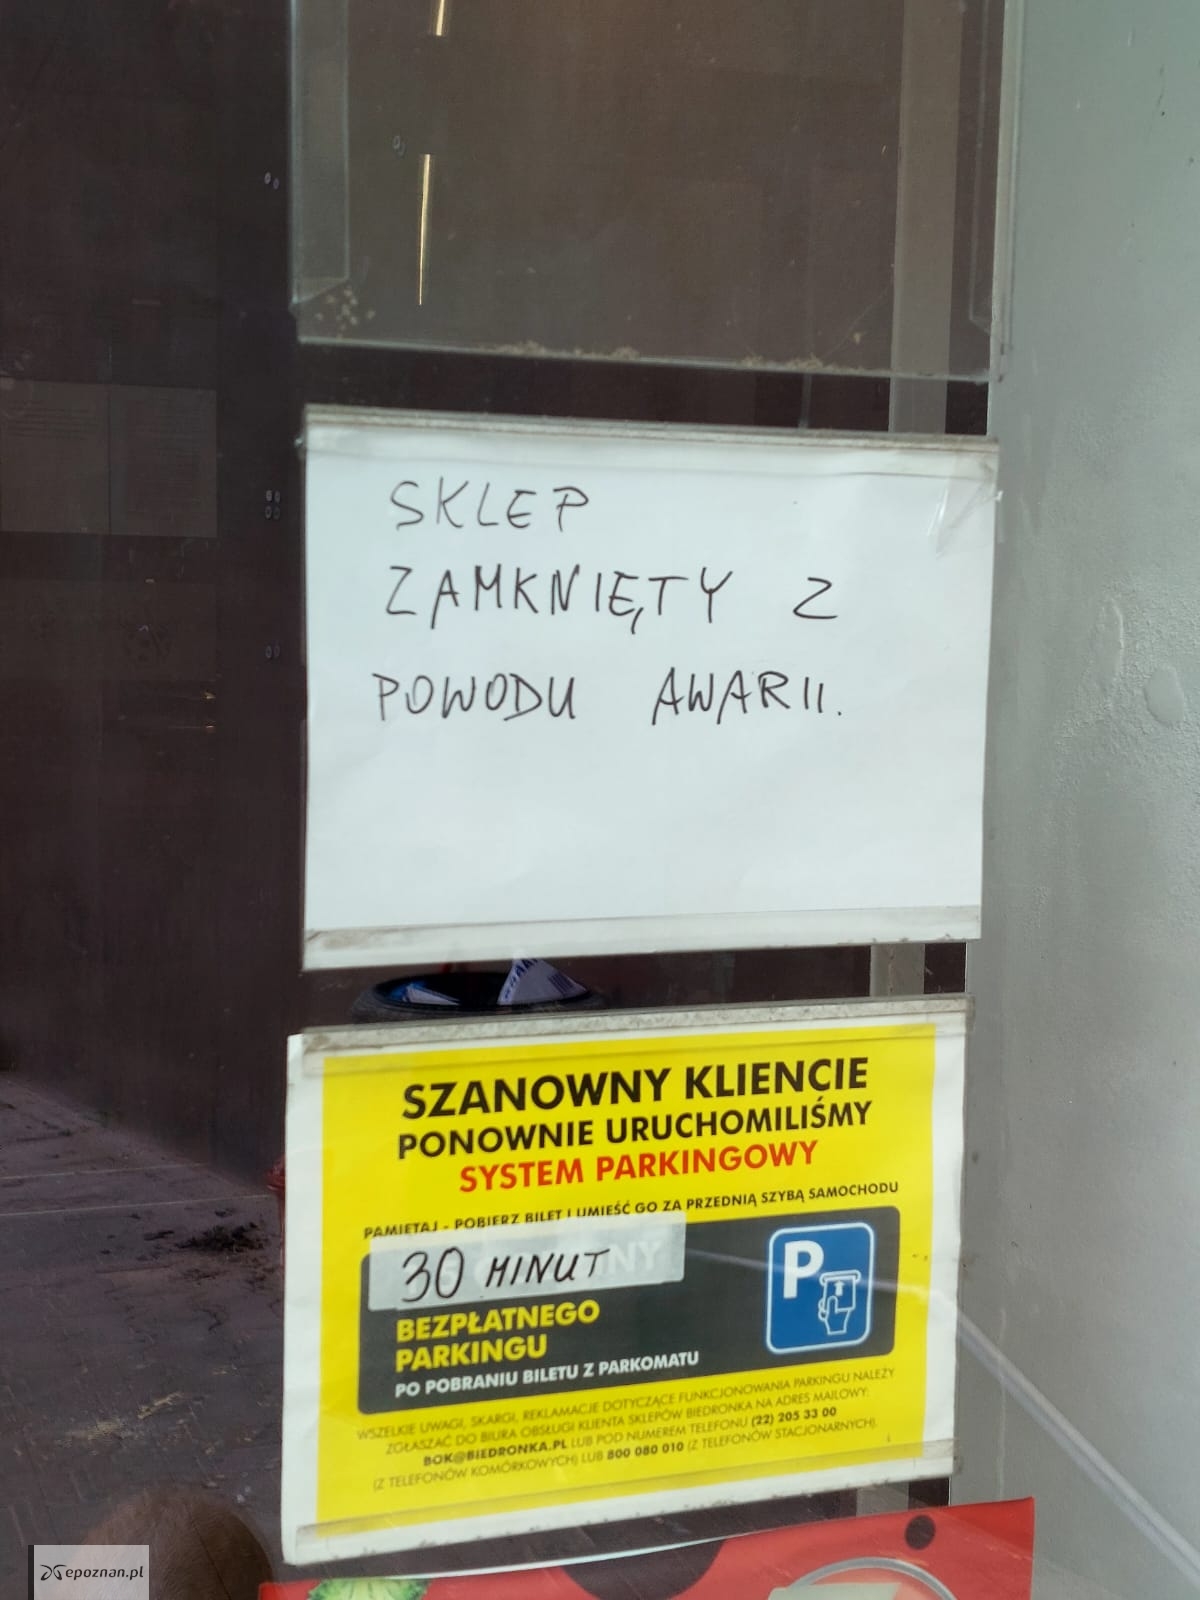 SKLEP
ZAMKNIĘTY Z
POWODU AWARII.
SZANOWNY KLIENCIE
PONOWNIE URUCHOMILIŚMY
SYSTEM PARKINGOWY
PAMIĘTAJ - POBIERZ BILET I UMIEŚĆ GO ZA PRZEDNIĄ SZYBĄ SAMOCHODU
30 MINUT
BEZPŁATNEGO
PARKINGU
PO POBRANIU BILETU Z PARKOMATU
P
WSZELKIE UWAGI, SKARGI, REKLAMACJE DOTYCZĄCE FUNKCJONOWANIA PARKINGU NALEŻY
ZGŁASZAĆ DO BIURA OBSŁUGI KLIENTA SKLEPÓW BIEDRONKA NA ADRES MAILOWY:
BOK@BIEDRONKA.PL LUB POD NUMEREM TELEFONU (22) 205 33 00
(Z TELEFONÓW KOMÓRKOWYCH) LUB 800 080 010 (Z TELEFONÓW STACJONARNYCH).
epoznan.pl